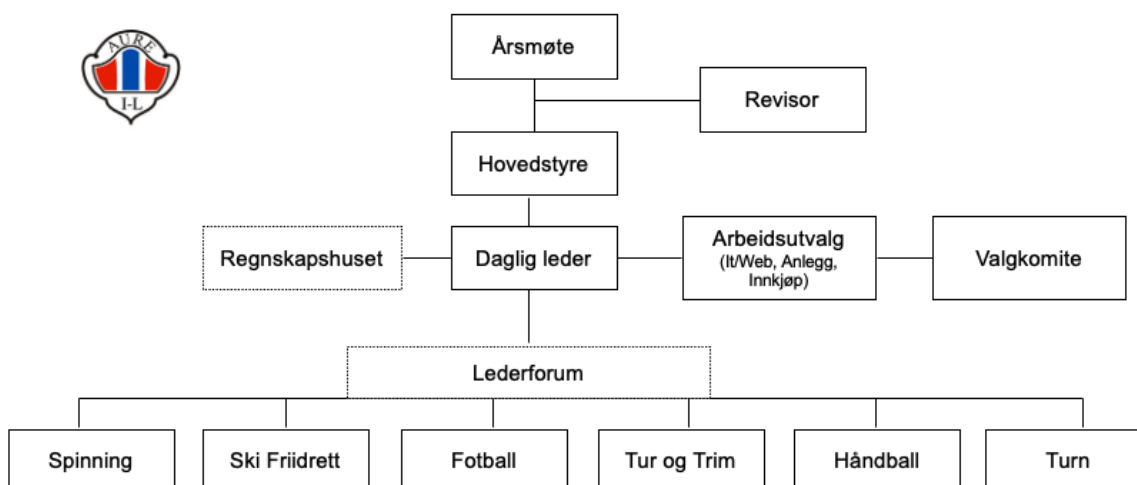 AURE
I-L
Årsmøte
Revisor
Hovedstyre
Regnskapshuset
Daglig leder
Arbeidsutvalg
(It/Web, Anlegg,
Innkjøp)
Valgkomite
Lederforum
Spinning
Ski Friidrett
Fotball
Tur og Trim
Håndball
Turn